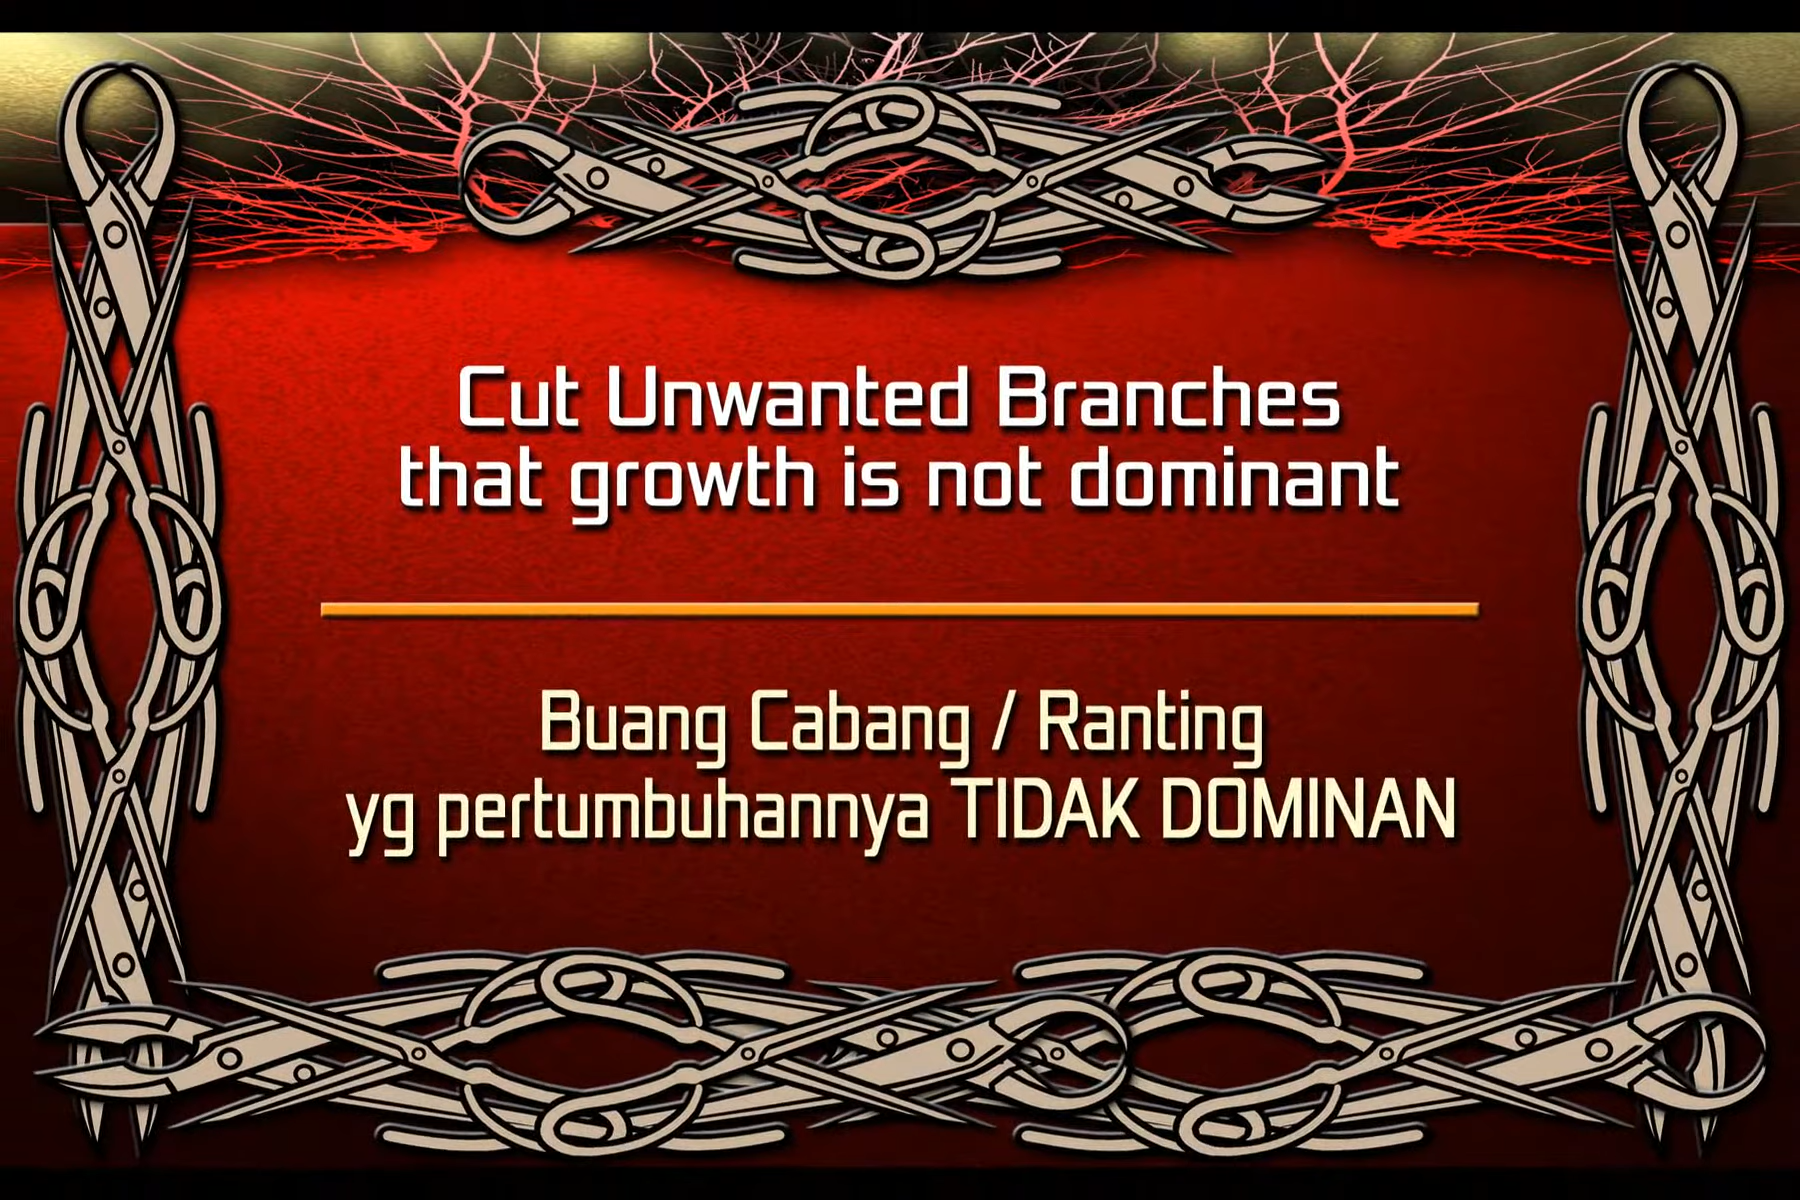 Cut Unwanted Branches
that growth is not dominant
Buang Cabang / Ranting
yg pertumbuhannya TIDAK DOMINAN